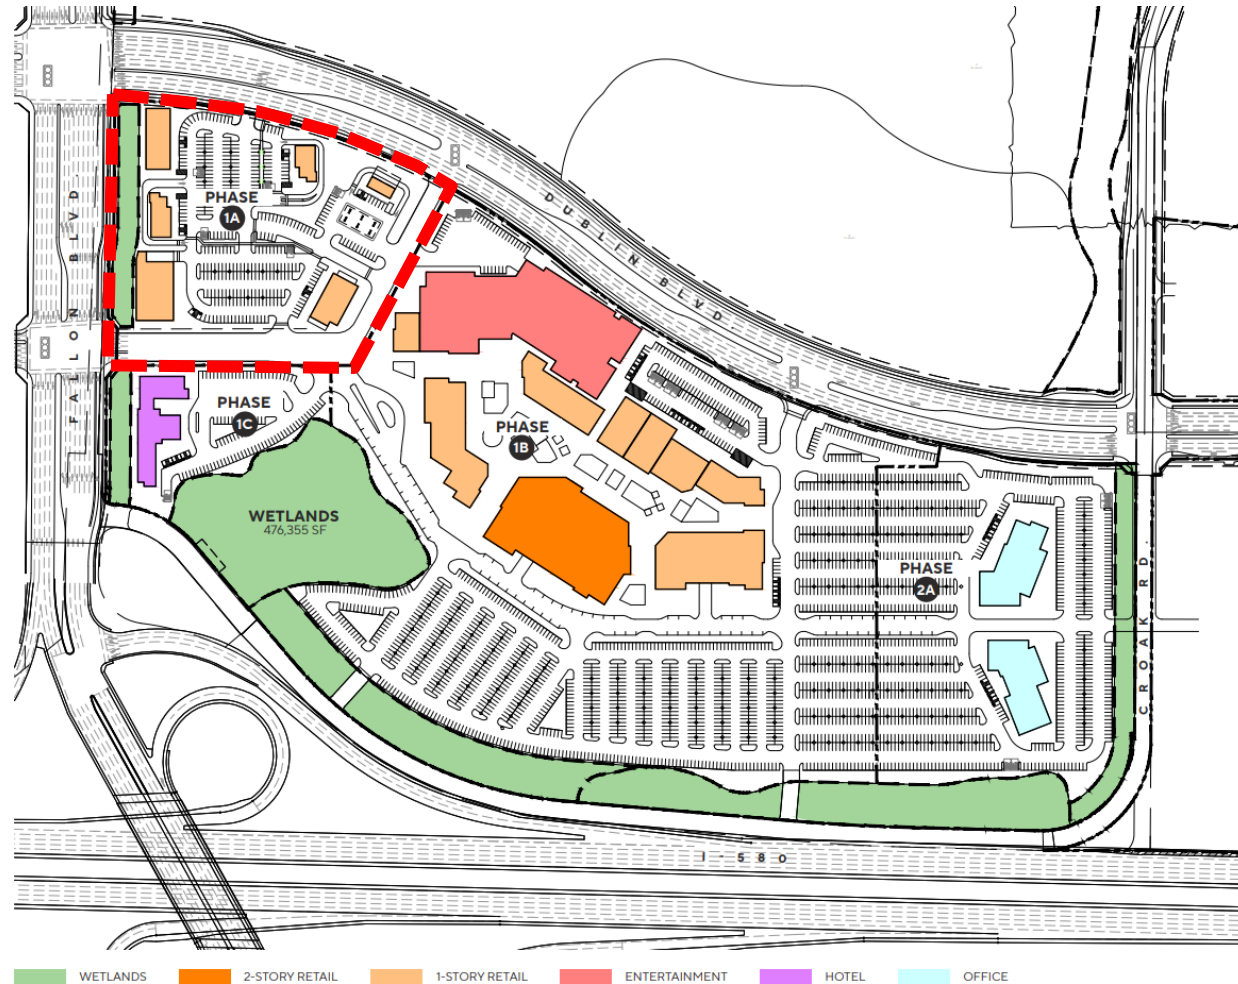 DUBLIN BLVD.
FALLON BLVD.
PHASE
1A
PHASE
1C
PHASE
1B
WETLANDS
476,355 SF
PHASE
2A
CROAK RD.
I-580
WETLANDS
2-STORY RETAIL
1-STORY RETAIL
ENTERTAINMENT
HOTEL
OFFICE